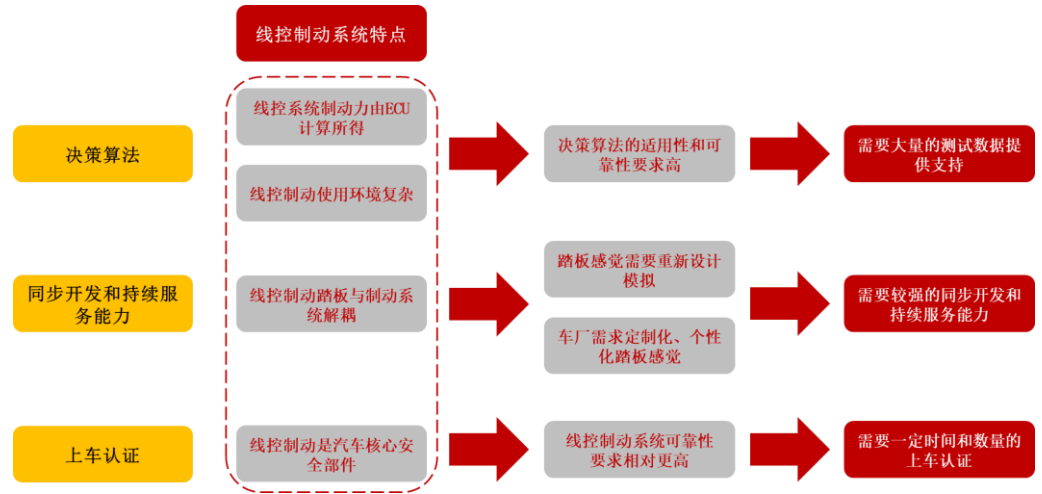 线控制动系统特点
决策算法
线控系统制动力由ECU
计算所得
线控制动使用环境复杂
决策算法的适用性和可
靠性要求高
需要大量的测试数据提
供支持
同步开发和持续服
务能力
线控制动踏板与制动系
统解耦
踏板感觉需要重新设计
模拟
车厂需求定制化、个性
化踏板感觉
需要较强的同步开发和
持续服务能力
上车认证
线控制动是汽车核心安
全部件
线控制动系统可靠性
要求相对更高
需要一定时间和数量的
上车认证